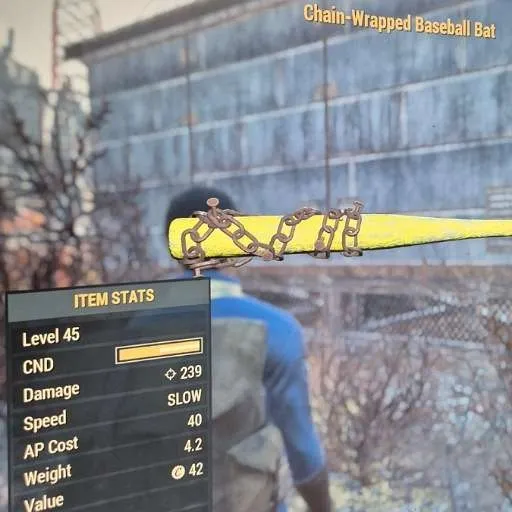 Chain-Wrapped Baseball Bat
ITEM STATS
Level 45
CND
Damage 239
Speed SLOW
AP Cost 40
Weight 4.2
Value 42